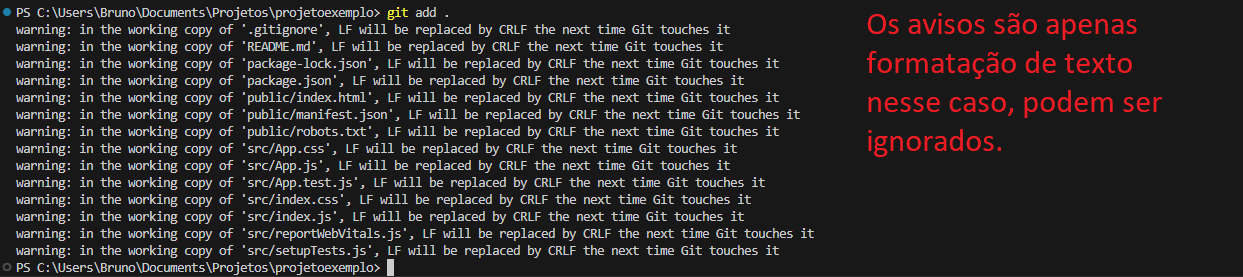 PS C:\Users\Bruno\Documents\Projetos\projetoexemplo> git add .
warning: in the working copy of '.gitignore', LF will be replaced by CRLF the next time Git touches it
warning: in the working copy of 'README.md', LF will be replaced by CRLF the next time Git touches it
warning: in the working copy of 'package-lock.json', LF will be replaced by CRLF the next time Git touches it
warning: in the working copy of 'package.json', LF will be replaced by CRLF the next time Git touches it
warning: in the working copy of 'public/index.html', LF will be replaced by CRLF the next time Git touches it
warning: in the working copy of 'public/manifest.json', LF will be replaced by CRLF the next time Git touches it
warning: in the working copy of 'public/robots.txt', LF will be replaced by CRLF the next time Git touches it
warning: in the working copy of 'src/App.css', LF will be replaced by CRLF the next time Git touches it
warning: in the working copy of 'src/App.js', LF will be replaced by CRLF the next time Git touches it
warning: in the working copy of 'src/App.test.js', LF will be replaced by CRLF the next time Git touches it
warning: in the working copy of 'src/index.css', LF will be replaced by CRLF the next time Git touches it
warning: in the working copy of 'src/index.js', LF will be replaced by CRLF the next time Git touches it
warning: in the working copy of 'src/reportWebVitals.js', LF will be replaced by CRLF the next time Git touches it
warning: in the working copy of 'src/setupTests.js', LF will be replaced by CRLF the next time Git touches it
PS C:\Users\Bruno\Documents\Projetos\projetoexemplo>
Os avisos são apenas
formatação de texto
nesse caso, podem ser
ignorados.